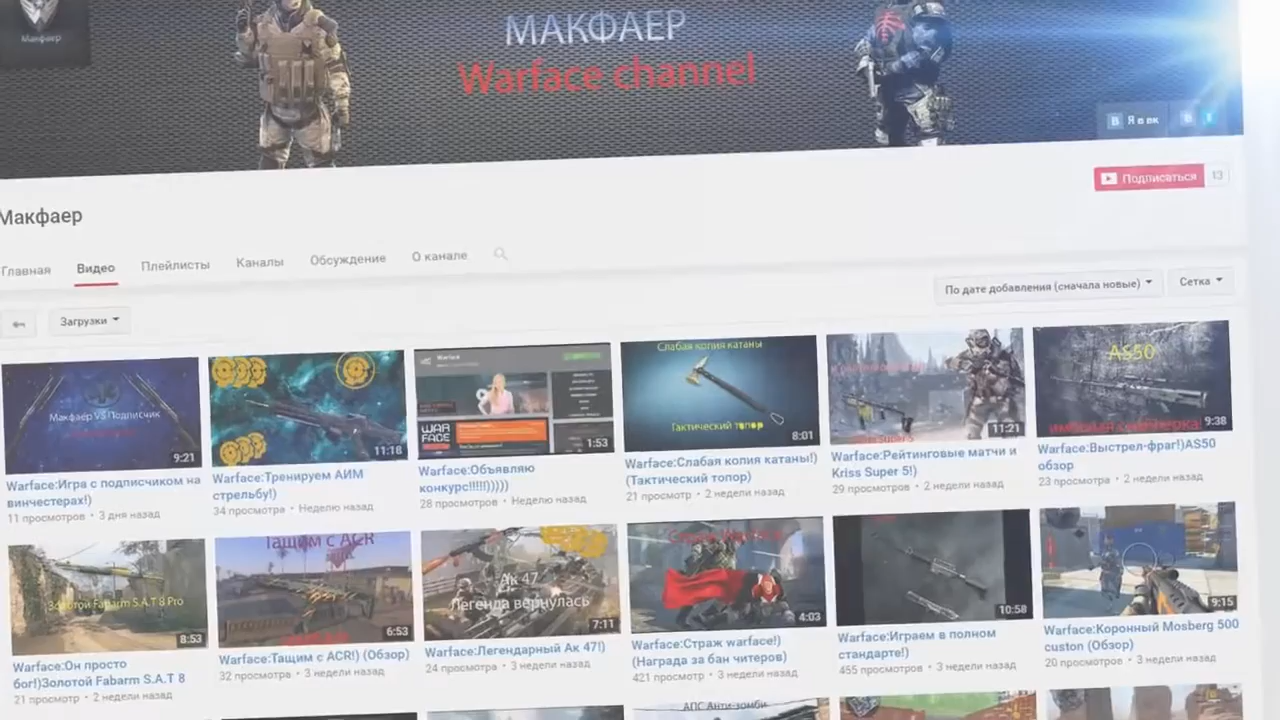 Макфаер
МАКФАЕР
Warface channel
Я в вк
Подписаться 13
Макфаер
Главная Видео Плейлисты Каналы Обсуждение О канале
По дате добавления (сначала новые) Сетка
Загрузки
Макфаер VS Подписчик
9:21
11:18
Warface
WAR
FACE
1:53
Слабая копия катаны
Тактический топор
8:01
11:21
AS50
9:38
Warface:Игра с подписчиком на
винчестерах!)
11 просмотров • 3 дня назад
Warface:Тренируем АИМ
стрельбу!)
34 просмотра • Неделю назад
Warface:Объявляю
конкурс!!!!!)))))
28 просмотров • Неделю назад
Warface:Слабая копия катаны!)
(Тактический топор)
21 просмотр • 2 недели назад
Warface:Рейтинговые матчи и
Kriss Super 5!)
29 просмотров • 2 недели назад
Warface:Выстрел-фраг!)AS50
обзор
23 просмотра • 2 недели назад
Золотой Fabarm S.A.T 8 Pro
8:53
Тащим с ACR
6:53
Ак 47
Легенда вернулась
7:11
4:03
10:58
9:15
Warface:Он просто
бог!)Золотой Fabarm S.A.T 8
21 просмотр • 2 недели назад
Warface:Тащим с ACR!) (Обзор)
32 просмотра • 3 недели назад
Warface:Легендарный Ак 47!)
24 просмотра • 3 недели назад
Warface:Страж warface!)
(Награда за бан читеров)
421 просмотр • 3 недели назад
Warface:Играем в полном
стандарте!)
455 просмотров • 3 недели назад
Warface:Коронный Mosberg 500
custon (Обзор)
20 просмотров • 3 недели назад
АПС Анти-зомби